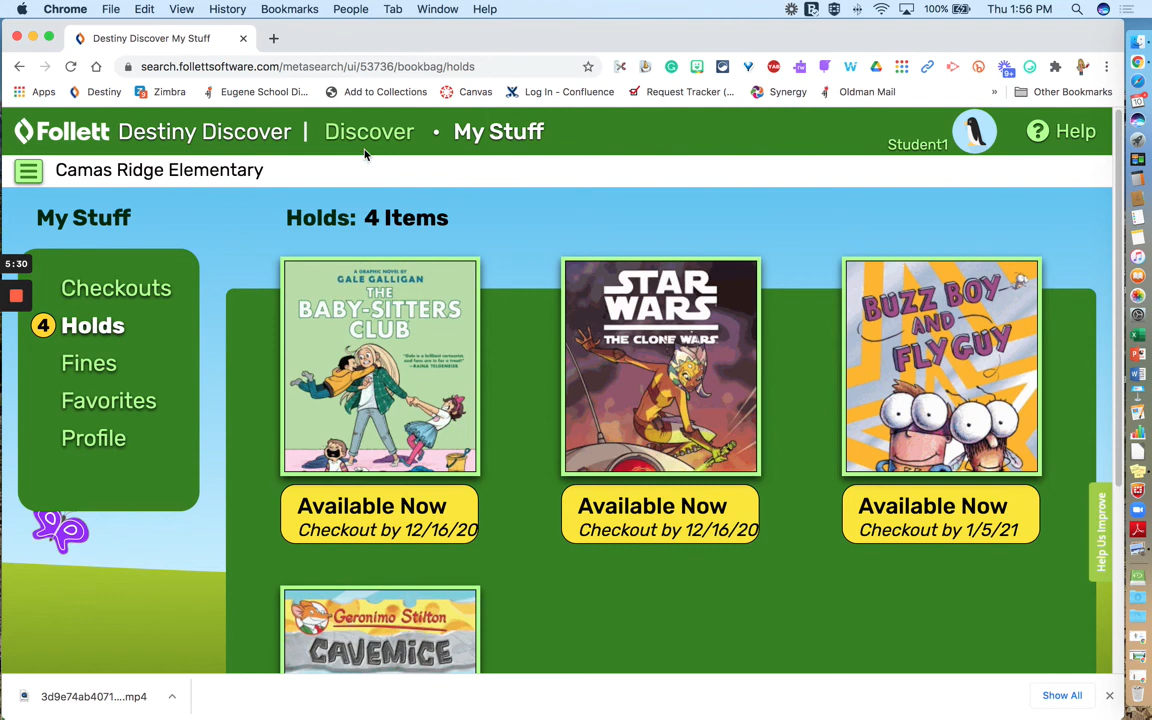 Chrome File Edit View History Bookmarks People Tab Window Help 100% Thu 1:56 PM
Destiny Discover My Stuff
search.follettsoftware.com/metasearch/ui/53736/bookbag/holds
Apps Destiny Zimbra Eugene School Di... Add to Collections Canvas Log In - Confluence Request Tracker (... Synergy Oldman Mail » Other Bookmarks
Follett Destiny Discover | Discover • My Stuff Student1 Help
Camas Ridge Elementary
My Stuff
Holds: 4 Items
5:30
Checkouts
4 Holds
Fines
Favorites
Profile
A GRAPHIC NOVEL BY
GALE GALLIGAN
THE
BABY-SITTERS
CLUB
STAR
WARS
THE CLONE WARS
BUZZ BOY
AND
FLY GUY
Available Now
Checkout by 12/16/20
Available Now
Checkout by 12/16/20
Available Now
Checkout by 1/5/21
Help Us Improve
Geronimo Stilton
CAVEMICE
3d9e74ab4071....mp4
Show All